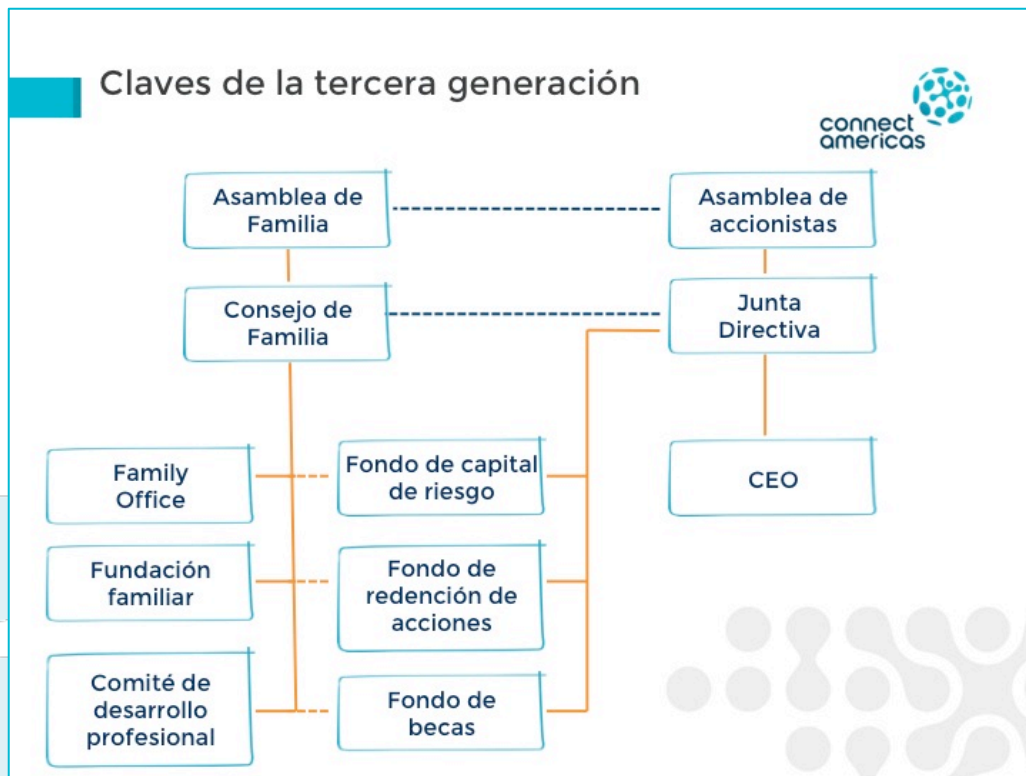 Claves de la tercera generación
connect
americas
Asamblea de
Familia
Asamblea de
accionistas
Consejo de
Familia
Junta
Directiva
Family
Office
Fondo de capital
de riesgo
CEO
Fundación
familiar
Fondo de
redención de
acciones
Comité de
desarrollo
profesional
Fondo de
becas